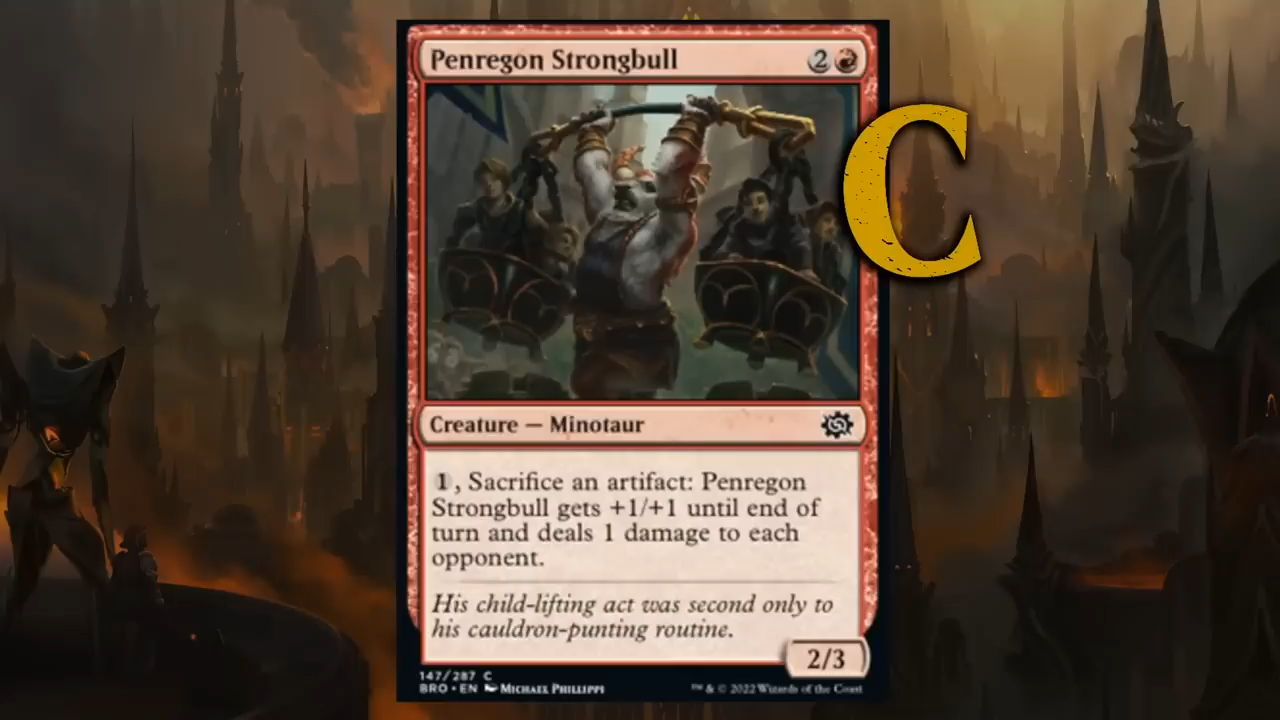 Penregon Strongbull 2
C
Creature — Minotaur
1, Sacrifice an artifact: Penregon
Strongbull gets +1/+1 until end of
turn and deals 1 damage to each
opponent.
His child-lifting act was second only to
his cauldron-punting routine.
2/3
147/287 C
BRO • EN Michael Phillippi ™ & © 2022 Wizards of the Coast